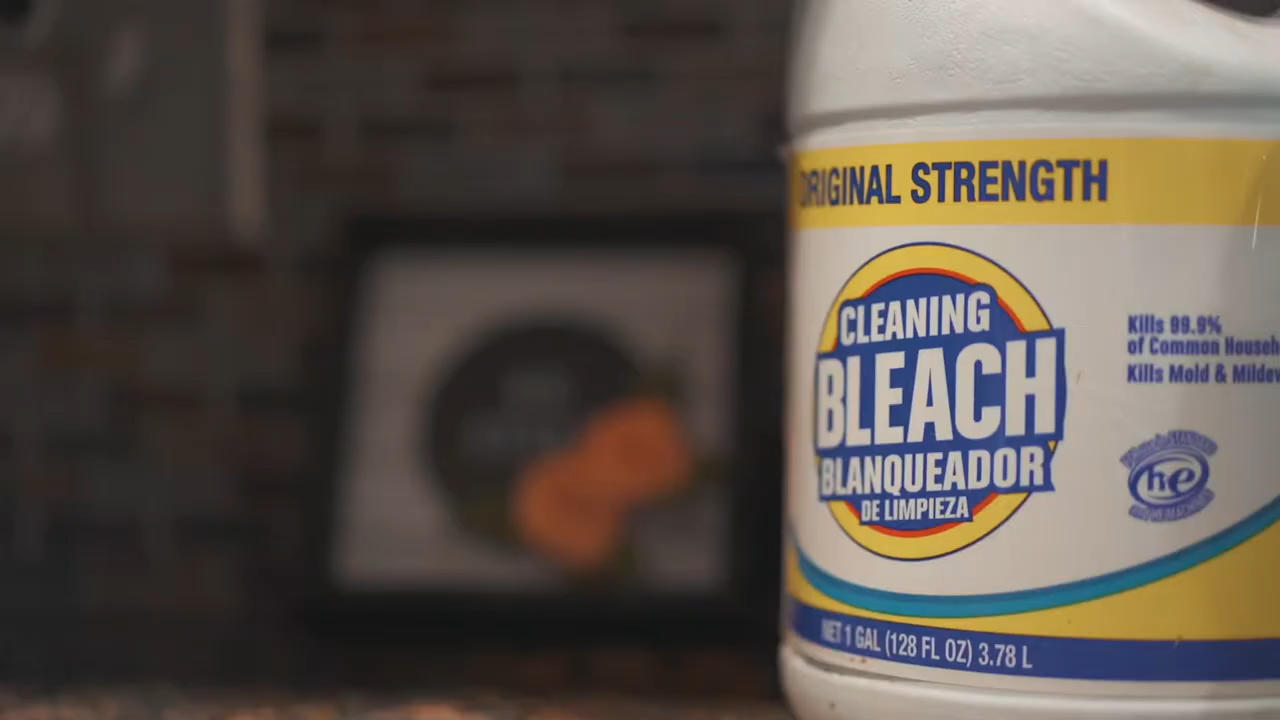 ORIGINAL STRENGTH
CLEANING
BLEACH
BLANQUEADOR
DE LIMPIEZA
Kills 99.9%
of Common Househ
Kills Mold & Mildew
he
NET 1 GAL (128 FL OZ) 3.78 L